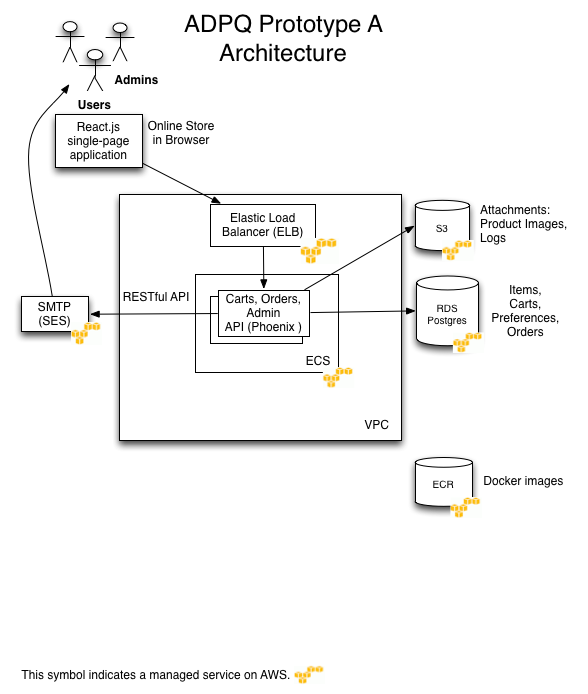 ADPQ Prototype A
Architecture
Admins
Users
React.js
single-page
application
Online Store
in Browser
Elastic Load
Balancer (ELB)
S3
Attachments:
Product Images,
Logs
RESTful API
Carts, Orders,
Admin
API (Phoenix )
ECS
SMTP
(SES)
RDS
Postgres
Items,
Carts,
Preferences,
Orders
VPC
ECR
Docker images
This symbol indicates a managed service on AWS.